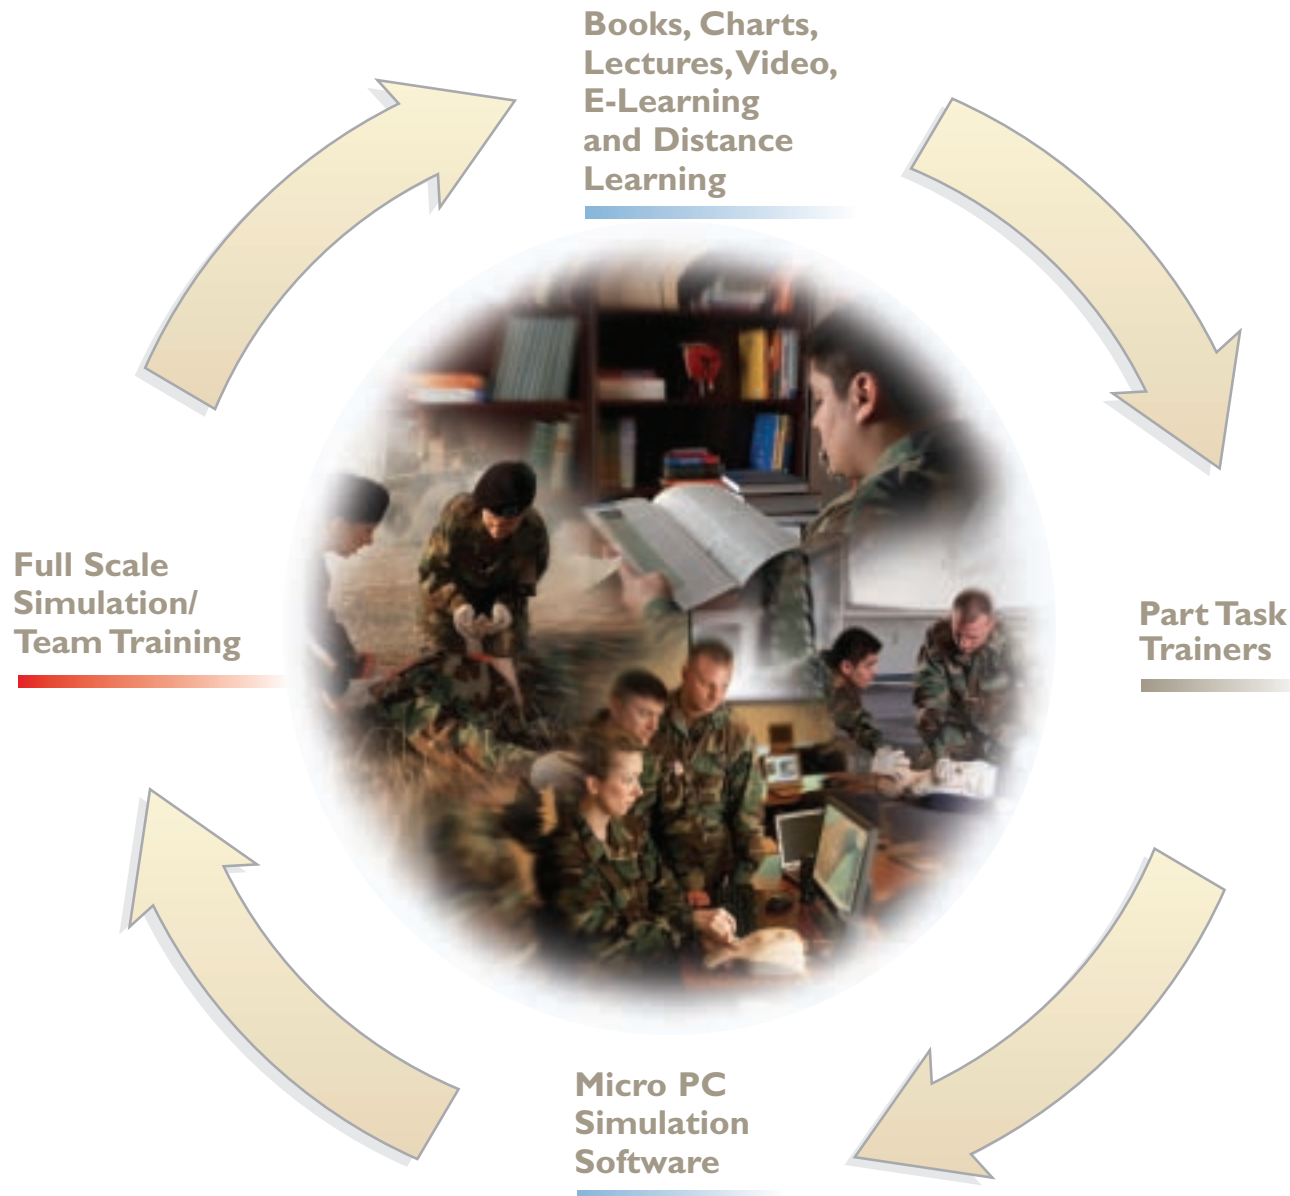 Books, Charts,
Lectures, Video,
E-Learning
and Distance
Learning
Full Scale
Simulation/
Team Training
Part Task
Trainers
Micro PC
Simulation
Software